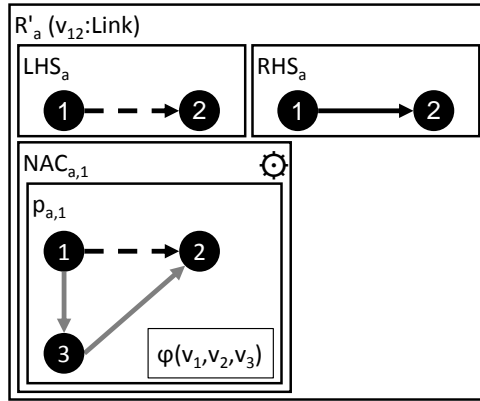 R'ₐ (v₁₂:Link)
LHSₐ
1 2
RHSₐ
1 2
NACₐ,₁
pₐ,₁
1 2
3
φ(v₁,v₂,v₃)